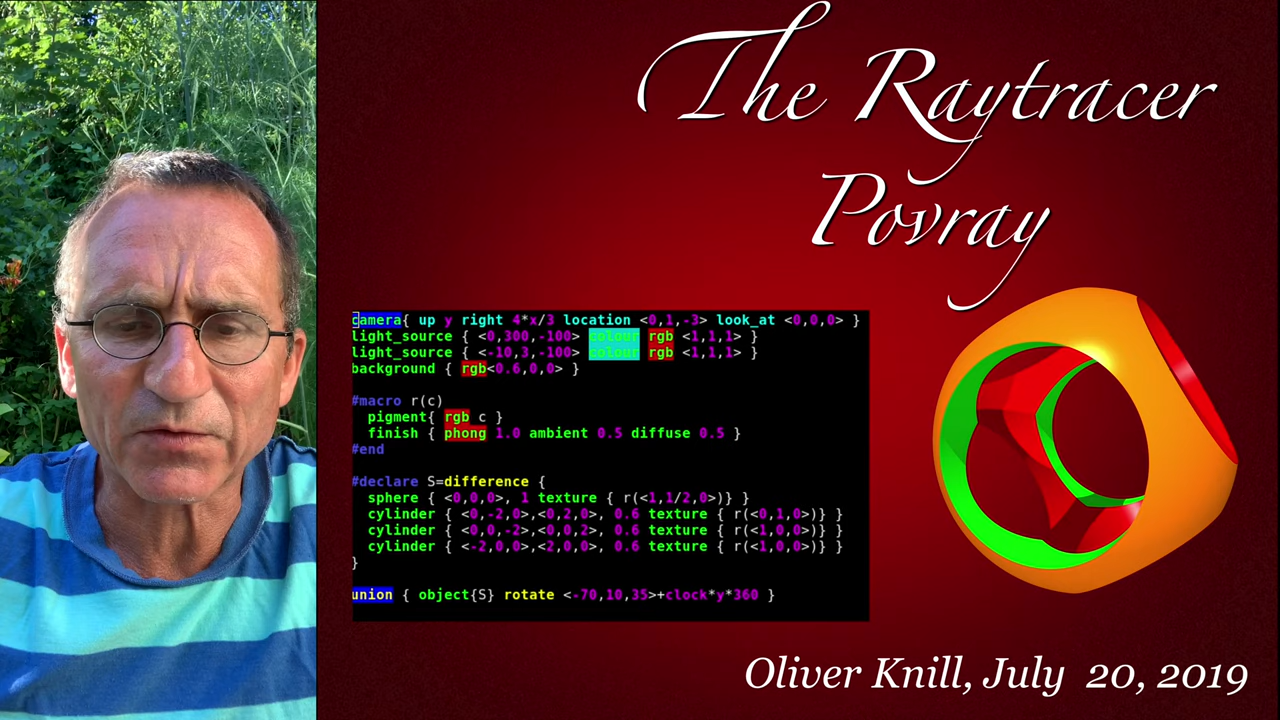 The Raytracer
Povray
camera{ up y right 4*x/3 location <0,1,-3> look_at <0,0,0> }
light_source { <0,300,-100> colour rgb <1,1,1> }
light_source { <-10,3,-100> colour rgb <1,1,1> }
background { rgb<0.6,0,0> }
#macro r(c)
pigment{ rgb c }
finish { phong 1.0 ambient 0.5 diffuse 0.5 }
#end
#declare S=difference {
sphere { <0,0,0>, 1 texture { r(<1,1/2,0>)} }
cylinder { <0,-2,0>,<0,2,0>, 0.6 texture { r(<0,1,0>)} }
cylinder { <0,0,-2>,<0,0,2>, 0.6 texture { r(<1,0,0>)} }
cylinder { <-2,0,0>,<2,0,0>, 0.6 texture { r(<1,0,0>)} }
}
union { object{S} rotate <-70,10,35>+clock*y*360 }
Oliver Knill, July 20, 2019